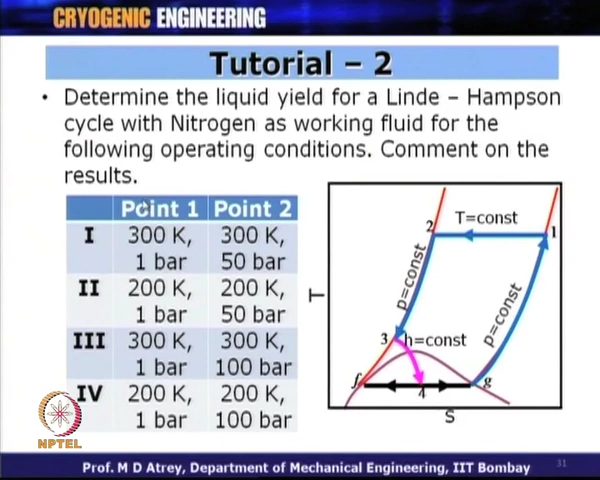 CRYOGENIC ENGINEERING
Tutorial – 2
• Determine the liquid yield for a Linde – Hampson
cycle with Nitrogen as working fluid for the
following operating conditions. Comment on the
results.
Point 1 Point 2
I 300 K, 1 bar 300 K, 50 bar
II 200 K, 1 bar 200 K, 50 bar
III 300 K, 1 bar 300 K, 100 bar
IV 200 K, 1 bar 200 K, 100 bar
2 T=const 1
p=const
p=const
T
3 h=const
f 4 g
S
NPTEL
Prof. M D Atrey, Department of Mechanical Engineering, IIT Bombay
31